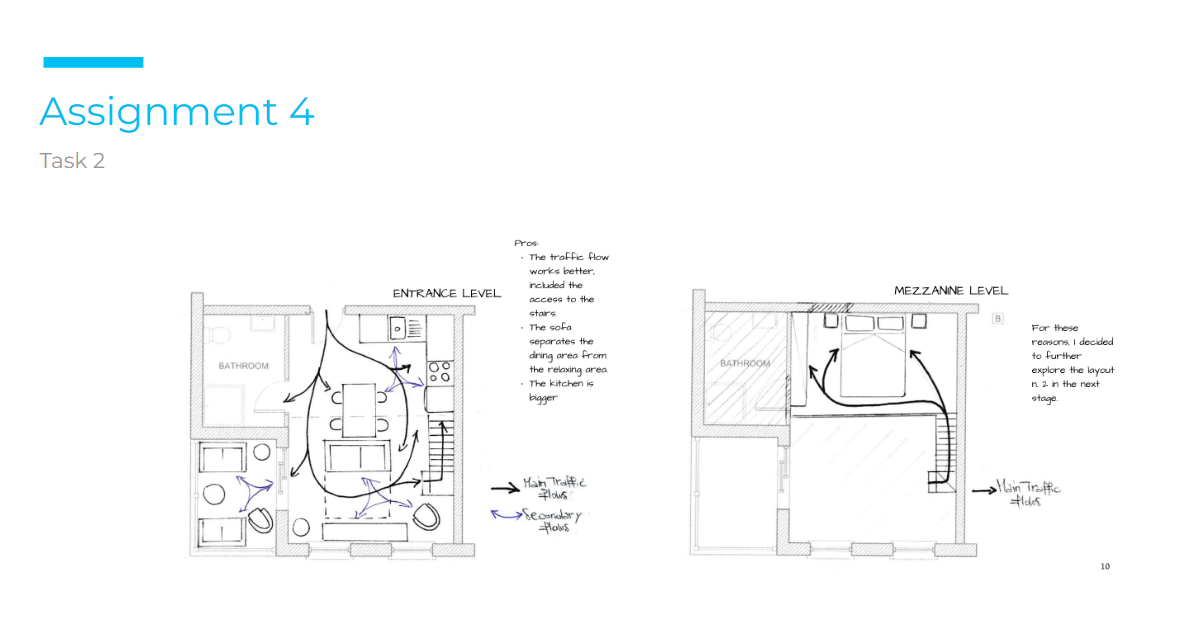 Assignment 4
Task 2
Pros:
• The traffic flow
works better,
included the
access to the
stairs.
• The sofa
separates the
dining area from
the relaxing area.
• The kitchen is
bigger
ENTRANCE LEVEL
BATHROOM
Main Traffic
flows
Secondary
flows
MEZZANINE LEVEL
B
BATHROOM
For these
reasons, I decided
to further
explore the layout
n. 2 in the next
stage.
Main Traffic
flows
10